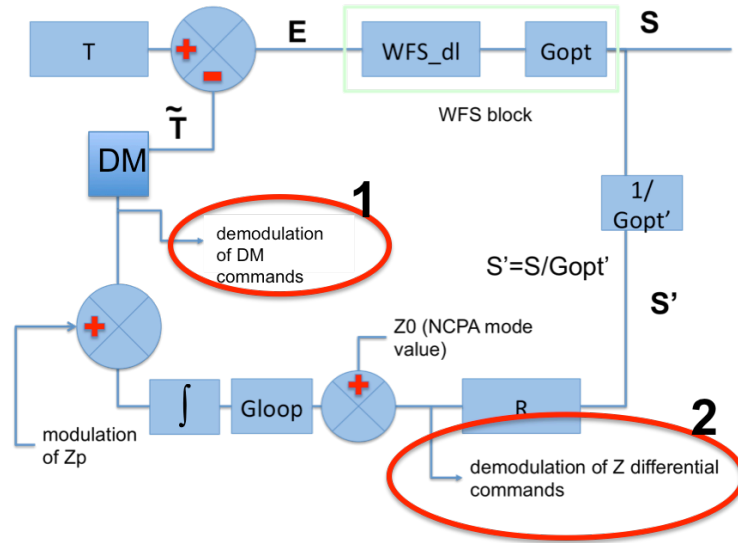 T
+
-
E
WFS_dl
Gopt
S
WFS block
T̃
DM
1
demodulation
of DM
commands
1/
Gopt’
S’=S/Gopt’
S’
+
Z0 (NCPA mode
value)
+
∫
Gloop
R
2
modulation
of Zp
demodulation of Z differential
commands